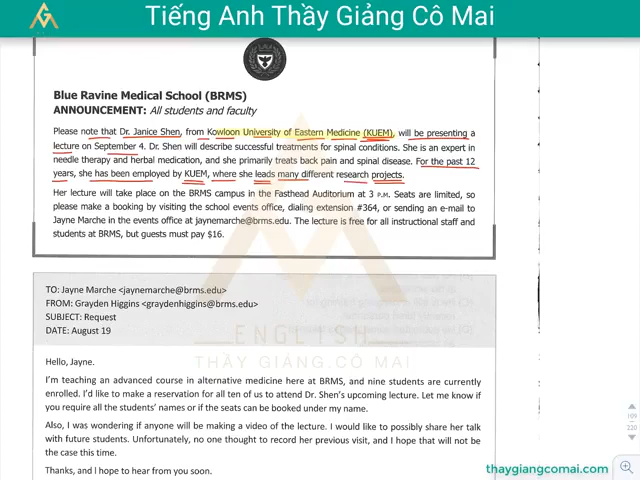 Tiếng Anh Thầy Giảng Cô Mai
Blue Ravine Medical School (BRMS)
ANNOUNCEMENT: All students and faculty
Please note that Dr. Janice Shen, from Kowloon University of Eastern Medicine (KUEM), will be presenting a
lecture on September 4. Dr. Shen will describe successful treatments for spinal conditions. She is an expert in
needle therapy and herbal medication, and she primarily treats back pain and spinal disease. For the past 12
years, she has been employed by KUEM, where she leads many different research projects.
Her lecture will take place on the BRMS campus in the Fasthead Auditorium at 3 P.M. Seats are limited, so
please make a booking by visiting the school events office, dialing extension #364, or sending an e-mail to
Jayne Marche in the events office at jaynemarche@brms.edu. The lecture is free for all instructional staff and
students at BRMS, but guests must pay $16.
TO: Jayne Marche <jaynemarche@brms.edu>
FROM: Grayden Higgins <graydenhiggins@brms.edu>
SUBJECT: Request
DATE: August 19
ENGLISH
THẦY GIẢNG.CÔ MAI
Hello, Jayne.
I'm teaching an advanced course in alternative medicine here at BRMS, and nine students are currently
enrolled. I'd like to make a reservation for all ten of us to attend Dr. Shen's upcoming lecture. Let me know if
you require all the students' names or if the seats can be booked under my name.
Also, I was wondering if anyone will be making a video of the lecture. I would like to possibly share her talk
with future students. Unfortunately, no one thought to record her previous visit, and I hope that will not be
the case this time.
Thanks, and I hope to hear from you soon.
199
220
thaygiangcomai.com